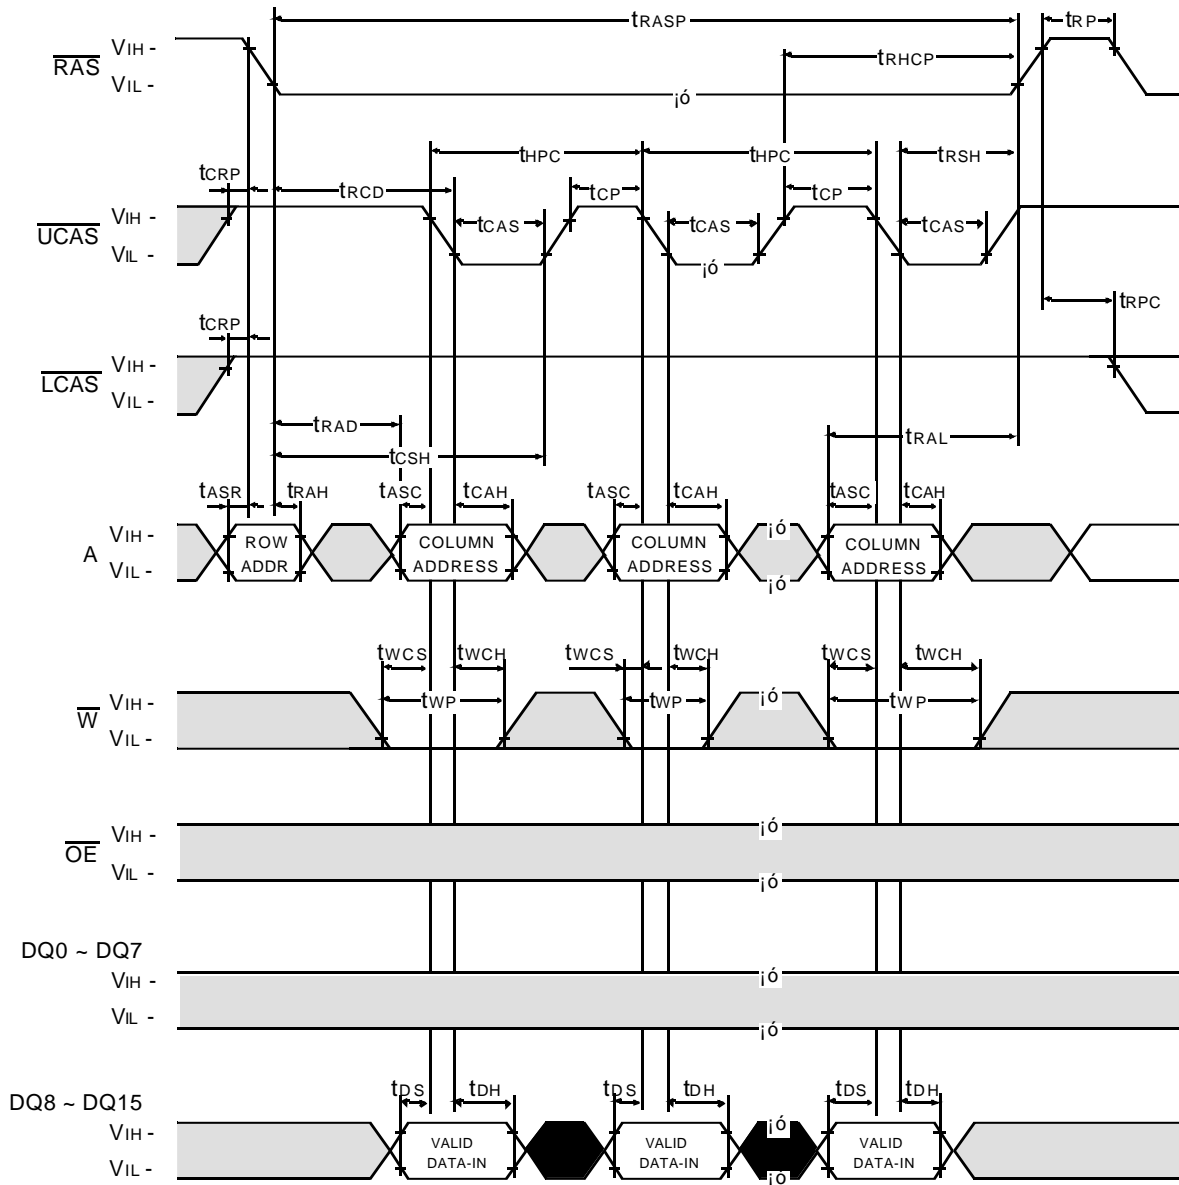 tRASP tRP
RAS VIH - tRHCP
VIL -
¡ó
tHPC tHPC tRSH
tCRP tRCD tCP tCP
UCAS VIH - tCAS tCAS tCAS
VIL -
¡ó
tCRP tRPC
LCAS VIH -
VIL -
tRAD tRAL
tCSH
tASR tRAH tASC tCAH tASC tCAH tASC tCAH
A VIH - ROW COLUMN COLUMN ¡ó COLUMN
VIL - ADDR ADDRESS ADDRESS ¡ó ADDRESS
tWCS tWCH tWCS tWCH tWCS tWCH
W VIH - tWP tWP ¡ó tWP
VIL -
OE VIH - ¡ó
VIL - ¡ó
DQ0 ~ DQ7
VIH - ¡ó
VIL - ¡ó
DQ8 ~ DQ15 tDS tDH tDS tDH tDS tDH
VIH - VALID VALID ¡ó VALID
VIL - DATA-IN DATA-IN ¡ó DATA-IN